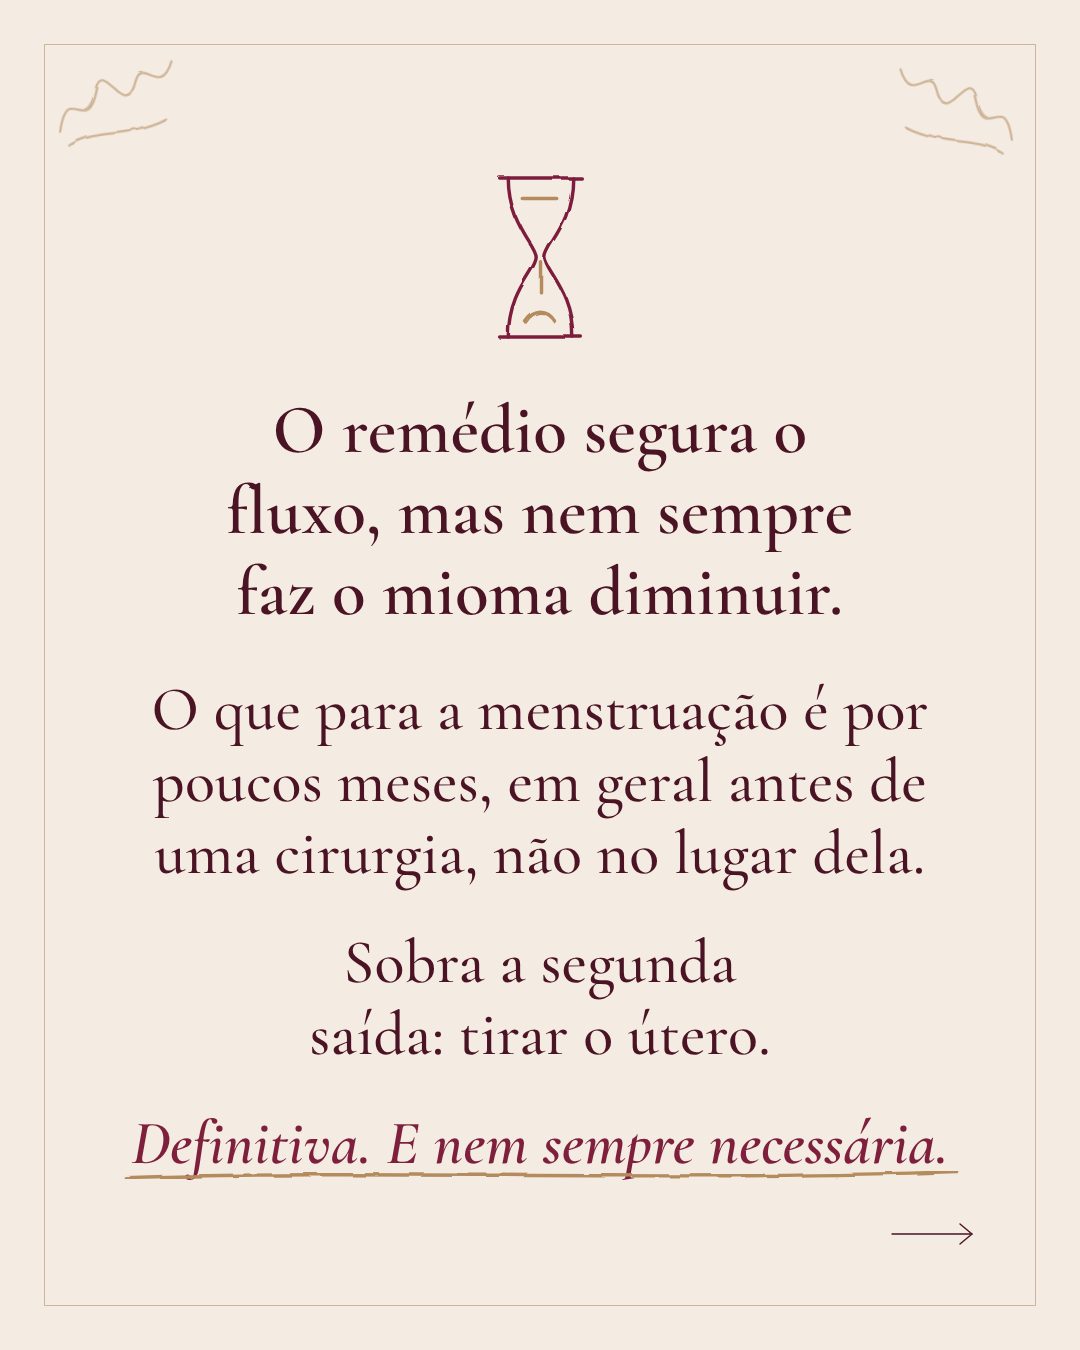 O remédio segura o
fluxo, mas nem sempre
faz o mioma diminuir.
O que para a menstruação é por
poucos meses, em geral antes de
uma cirurgia, não no lugar dela.
Sobra a segunda
saída: tirar o útero.
Definitiva. E nem sempre necessária.